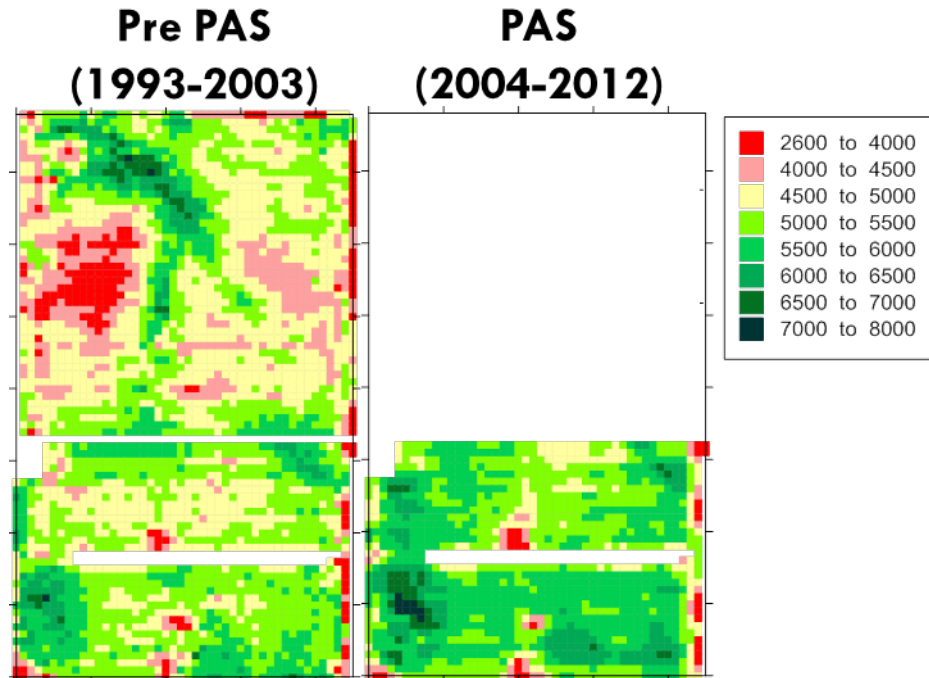 Pre PAS
(1993-2003)
PAS
(2004-2012)
2600 to 4000
4000 to 4500
4500 to 5000
5000 to 5500
5500 to 6000
6000 to 6500
6500 to 7000
7000 to 8000